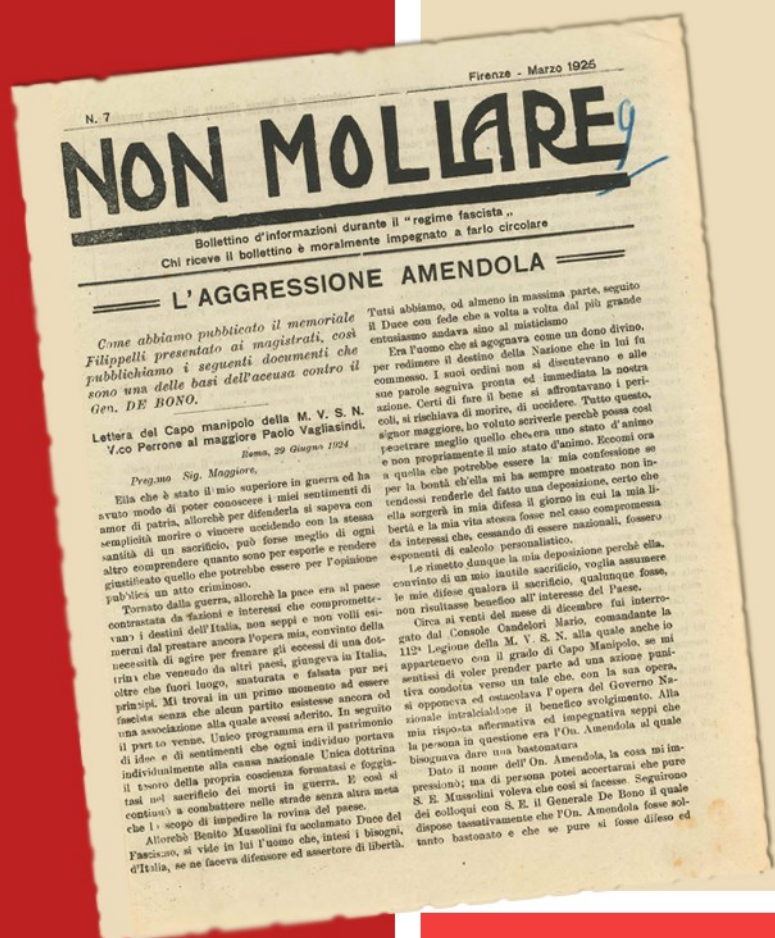 N. 7
Firenze - Marzo 1925
NON MOLLARE
9
Bollettino d'informazioni durante il "regime fascista„
Chi riceve il bollettino è moralmente impegnato a farlo circolare
L'AGGRESSIONE AMENDOLA
Come abbiamo pubbticato il memoriale
Filippelli presentato ai magistrati, così
pubblichiamo i seguenti documenti che
sono una delle basi dell'aceusa contro il
Gen. DE BONO.
Lettera del Capo manipolo della M. V. S. N.
V.co Perrone al maggiore Paolo Vagliasindi,
Roma, 29 Giugno 1924
Preg.mo Sig. Maggiore,
Ella che è stato il mio superiore in guerra ed ha
avuto modo di poter conoscere i miei sentimenti di
amor di patria, allorchè per difenderla si sapeva con
semplicità morire o vincere uccidendo con la stessa
santità di un sacrificio, può forse meglio di ogni
altro comprendere quanto sono per esporle e rendere
giustificato quello che potrebbe essere per l'opinione
pubblica un atto criminoso.
Tornato dalla guerra, allorchè la pace era al paese
contrastata da fazioni e interessi che compromette-
vano i destini dell'Italia, non seppi e non volli esi-
mermi dal prestare ancora l'opera mia, convinto della
necessità di agire per frenare gli eccessi di una dot-
trina che venendo da altri paesi, giungeva in Italia,
oltre che fuori luogo, snaturata e falsata pur nei
principi. Mi trovai in un primo momento ad essere
fascista senza che alcun partito esistesse ancora od
una associazione alla quale avessi aderito. In seguito
il partito venne. Unico programma era il patrimonio
di idee e di sentimenti che ogni individuo portava
individualmente alla causa nazionale Unica dottrina
il tesoro della propria coscienza formatasi e foggia-
tasi nel sacrificio dei morti in guerra. E così si
continuò a combattere nelle strade senza altra meta
che lo scopo di impedire la rovina del paese.
Allorchè Benito Mussolini fu acclamato Duce del
Fascismo, si vide in lui l'uomo che, intesi i bisogni,
d'Italia, se ne faceva difensore ed assertore di libertà.
Tutti abbiamo, od almeno in massima parte, seguito
il Duce con fede che a volta a volta dal più grande
entusiasmo andava sino al misticismo
Era l'uomo che si agognava come un dono divino,
per redimere il destino della Nazione che in lui fu
commesso. I suoi ordini non si discutevano e alle
sue parole seguiva pronta ed immediata la nostra
azione. Certi di fare il bene si affrontavano i peri-
coli, si rischiava di morire, di uccidere. Tutto questo,
signor maggiore, ho voluto scriverle perchè possa così
penetrare meglio quello che era uno stato d'animo
e non propriamente il mio stato d'animo. Eccomi ora
a quella che potrebbe essere la mia confessione se
per la bontà ch'ella mi ha sempre mostrato non in-
tendessi renderle del fatto una deposizione, certo che
ella sorgerà in mia difesa il giorno in cui la mia li-
bertà e la mia vita stessa fosse nel caso compromessa
da interessi che, cessando di essere nazionali, fossero
esponenti di calcolo personalistico.
Le rimetto dunque la mia deposizione perchè ella,
convinto di un mio inutile sacrificio, voglia assumere
le mie difese qualora il sacrificio, qualunque fosse,
non risultasse benefico all'interesse del Paese.
Circa ai venti del mese di dicembre fui interro-
gato dal Console Candelori Mario, comandante la
112ª Legione della M. V. S. N. alla quale anche io
appartenevo con il grado di Capo Manipolo, se mi
sentissi di voler prender parte ad una azione puni-
tiva condotta verso un tale che, con la sua opera,
si opponeva ed ostacolava l'opera del Governo Na-
zionale intralciandone il benefico svolgimento. Alla
mia risposta affermativa ed impegnativa seppi che
la persona in questione era l'On. Amendola al quale
bisognava dare una bastonatura
Dato il nome dell'On. Amendola, la cosa mi im-
pressionò; ma di persona potei accertarmi che pure
S. E. Mussolini voleva che così si facesse. Seguirono
dei colloqui con S. E. il Generale De Bono il quale
dispose tassativamente che l'On. Amendola fosse sol-
tanto bastonato e che se pure si fosse difeso ed